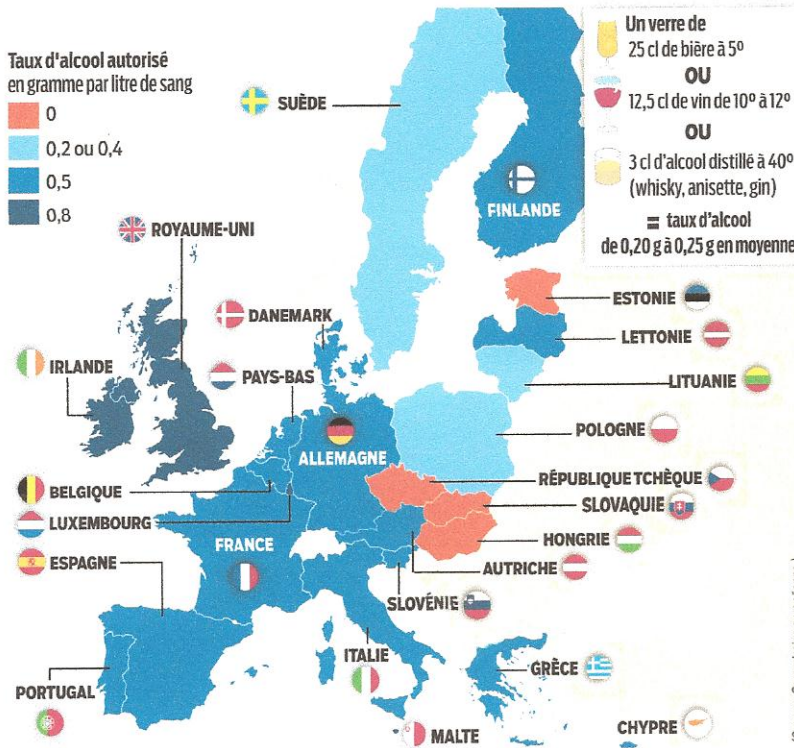 Taux d'alcool autorisé
en gramme par litre de sang
0
0,2 ou 0,4
0,5
0,8
Un verre de
25 cl de bière à 5°
OU
12,5 cl de vin de 10° à 12°
OU
3 cl d'alcool distillé à 40°
(whisky, anisette, gin)
= taux d'alcool
de 0,20 g à 0,25 g en moyenne
SUÈDE
FINLANDE
ROYAUME-UNI
ESTONIE
DANEMARK
LETTONIE
IRLANDE
PAYS-BAS
LITUANIE
POLOGNE
ALLEMAGNE
RÉPUBLIQUE TCHÈQUE
BELGIQUE
SLOVAQUIE
LUXEMBOURG
HONGRIE
FRANCE
ESPAGNE
AUTRICHE
SLOVÉNIE
ITALIE
GRÈCE
PORTUGAL
MALTE
CHYPRE